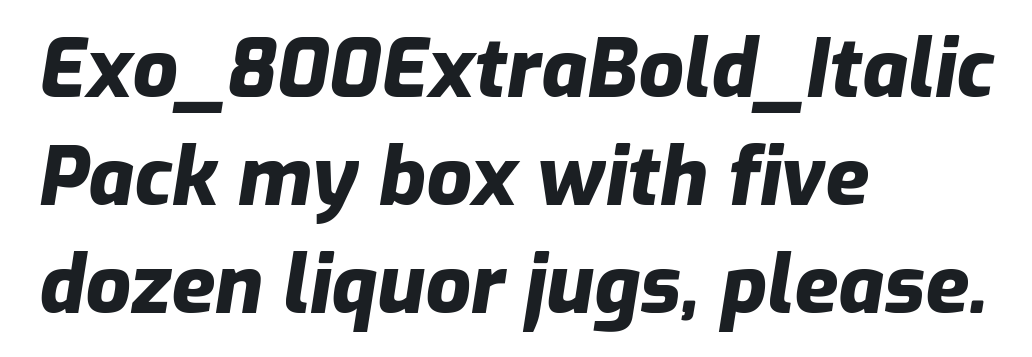 Exo_800ExtraBold_Italic
Pack my box with five
dozen liquor jugs, please.